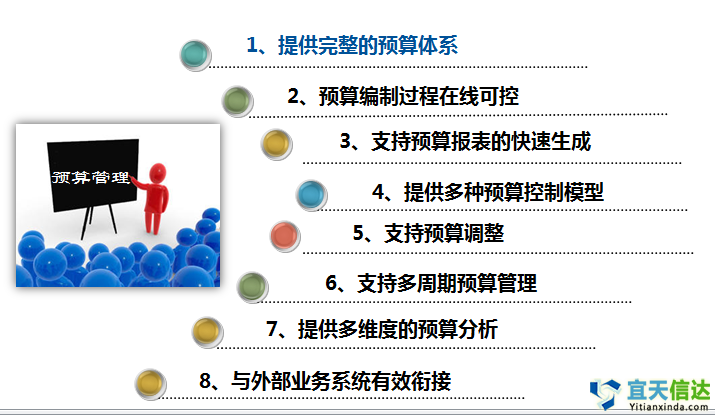 1、提供完整的预算体系
2、预算编制过程在线可控
3、支持预算报表的快速生成
预算管理
4、提供多种预算控制模型
5、支持预算调整
6、支持多周期预算管理
7、提供多维度的预算分析
8、与外部业务系统有效衔接
宜天信达
Yitianxinda.com